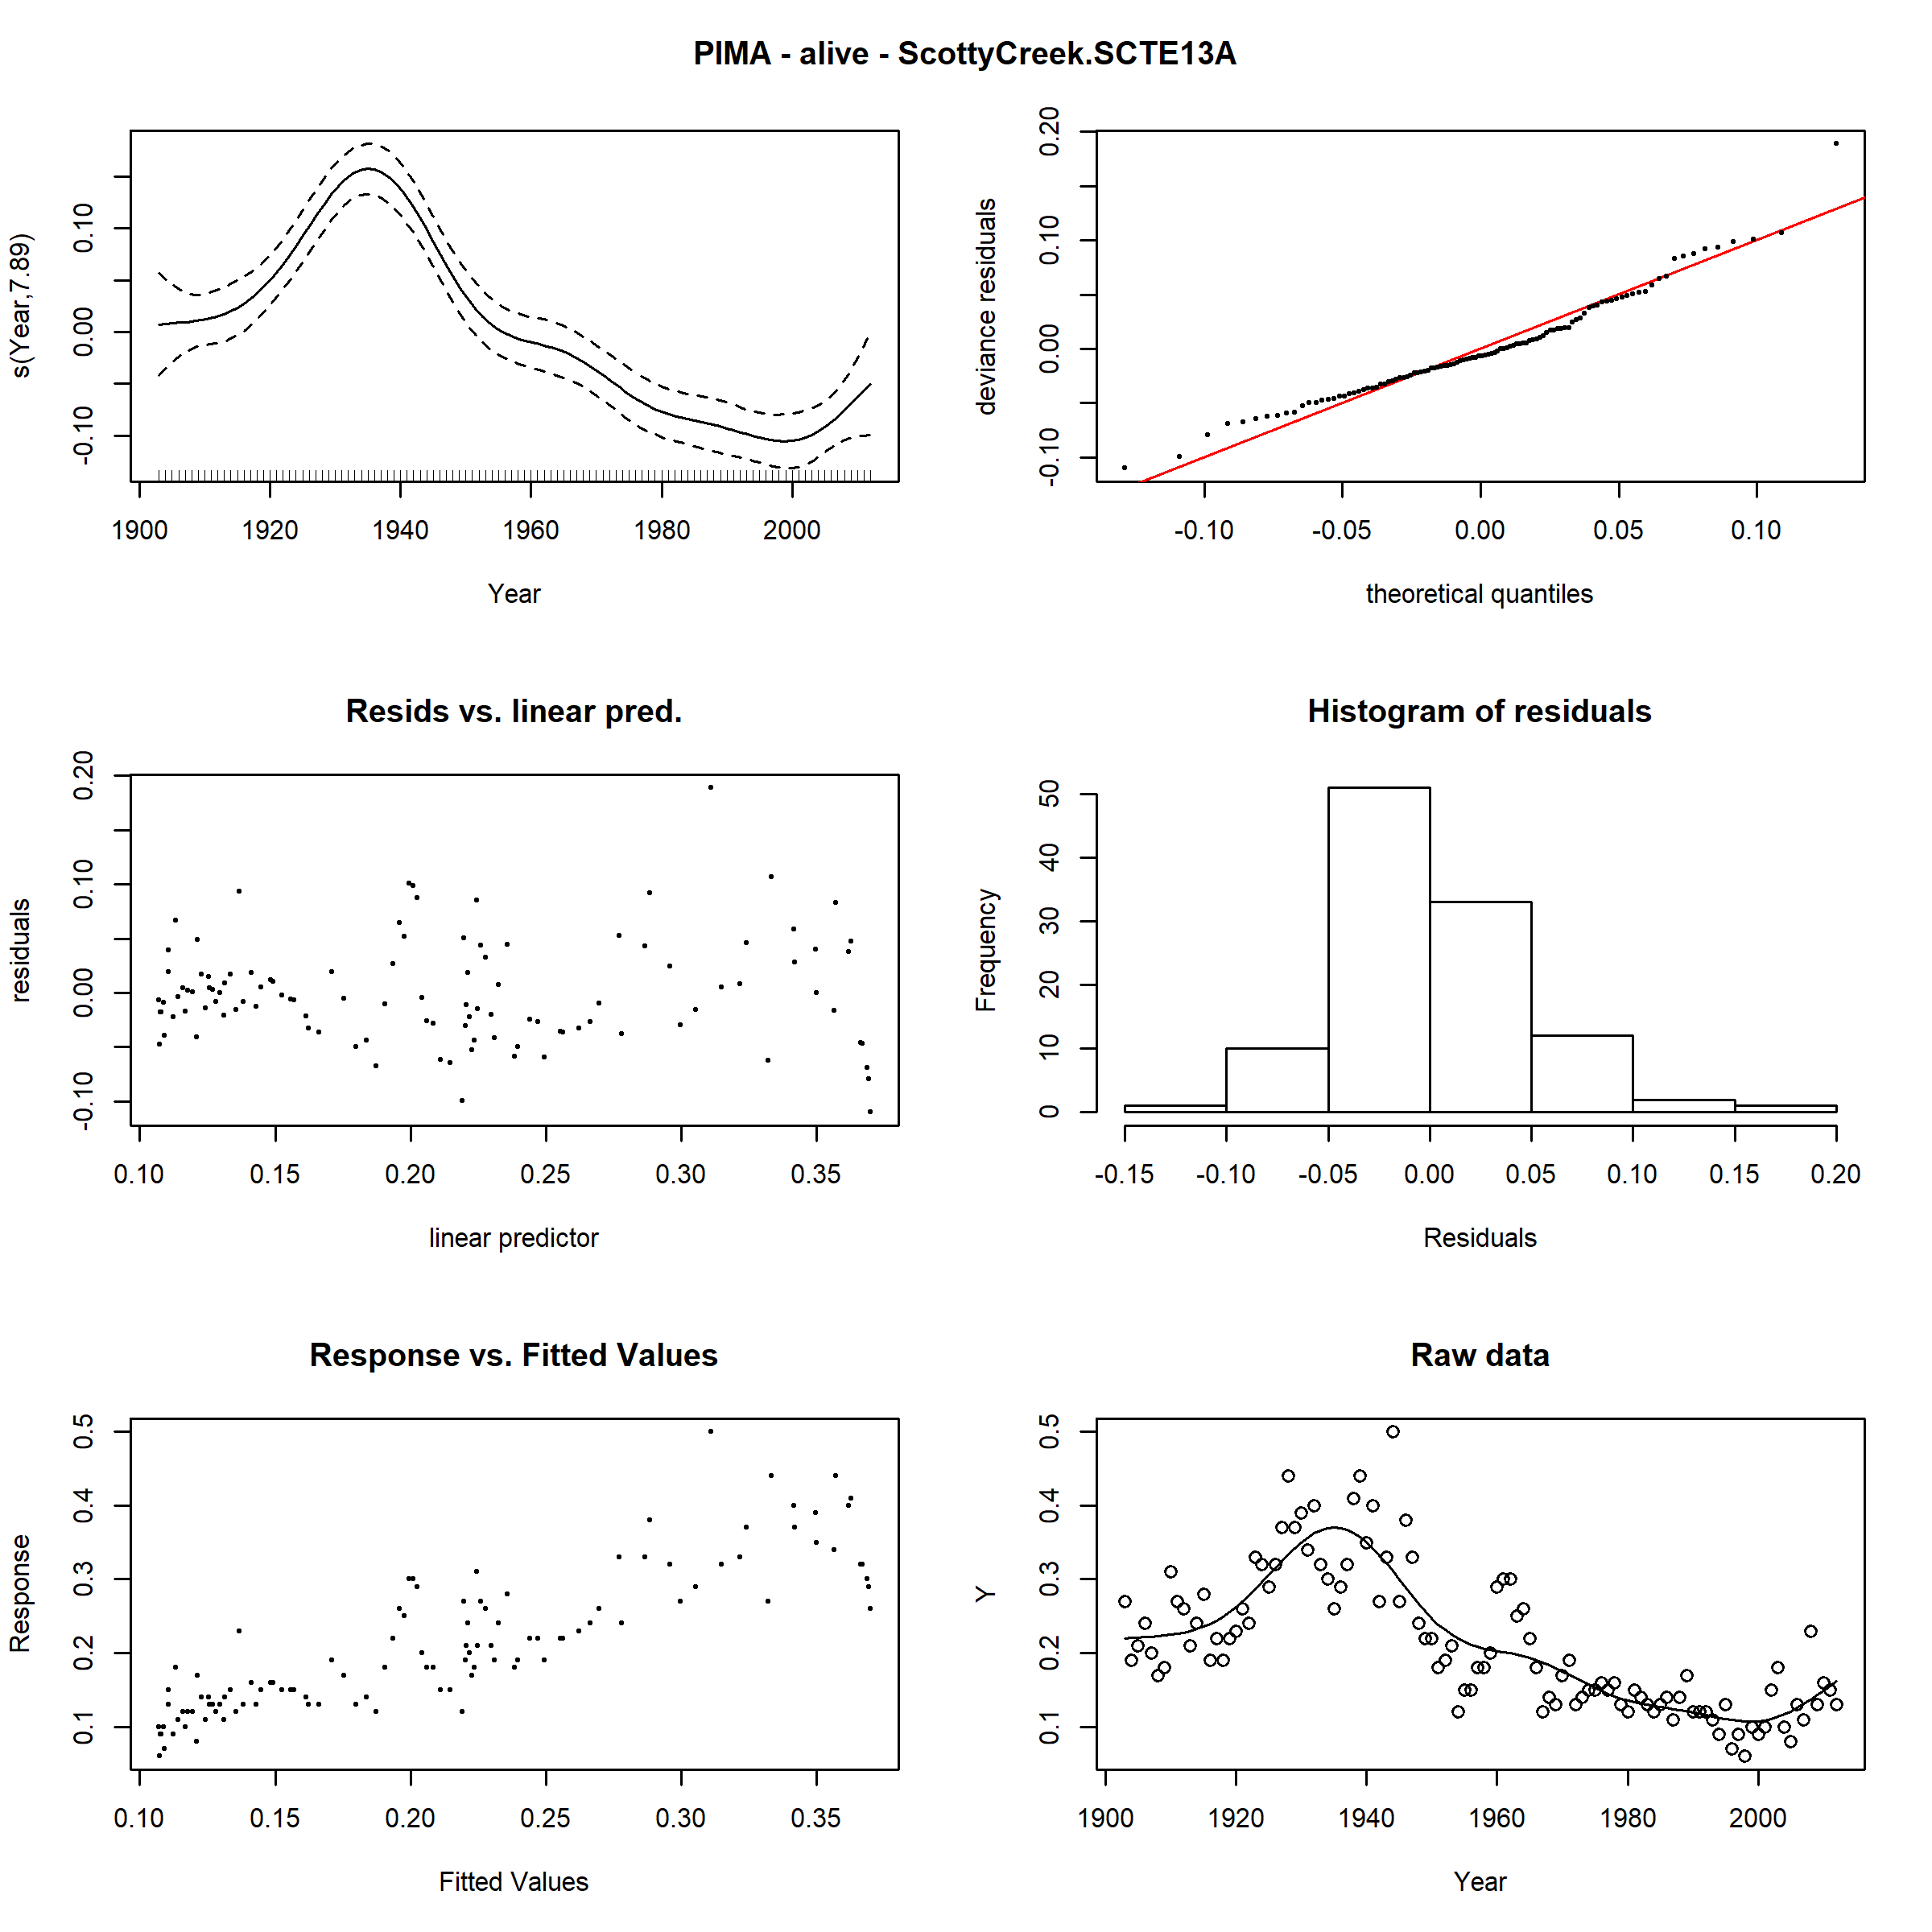 PIMA - alive - ScottyCreek.SCTE13A
s(Year,7.89)
-0.10 0.00 0.10
1900 1920 1940 1960 1980 2000
Year
deviance residuals
-0.10 0.00 0.10 0.20
-0.10 -0.05 0.00 0.05 0.10
theoretical quantiles
Resids vs. linear pred.
residuals
-0.10 0.00 0.10 0.20
0.10 0.15 0.20 0.25 0.30 0.35
linear predictor
Histogram of residuals
Frequency
0 10 20 30 40 50
-0.15 -0.10 -0.05 0.00 0.05 0.10 0.15 0.20
Residuals
Response vs. Fitted Values
Response
0.1 0.2 0.3 0.4 0.5
0.10 0.15 0.20 0.25 0.30 0.35
Fitted Values
Raw data
Y
0.1 0.2 0.3 0.4 0.5
1900 1920 1940 1960 1980 2000
Year